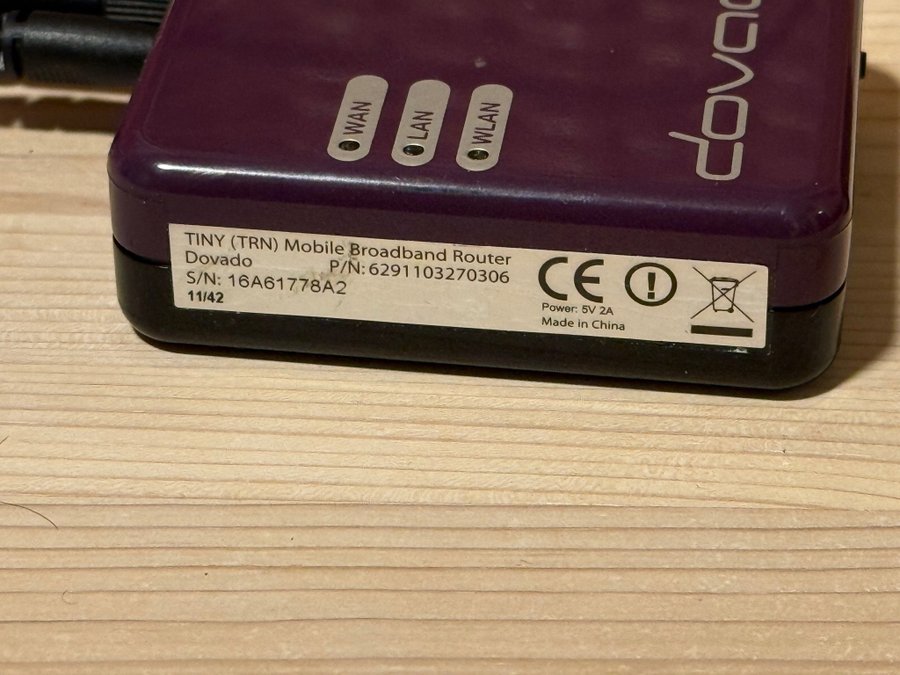 WAN
LAN
WLAN
TINY (TRN) Mobile Broadband Router
Dovado P/N: 6291103270306
S/N: 16A61778A2
11/42
CE
Power: 5V 2A
Made in China